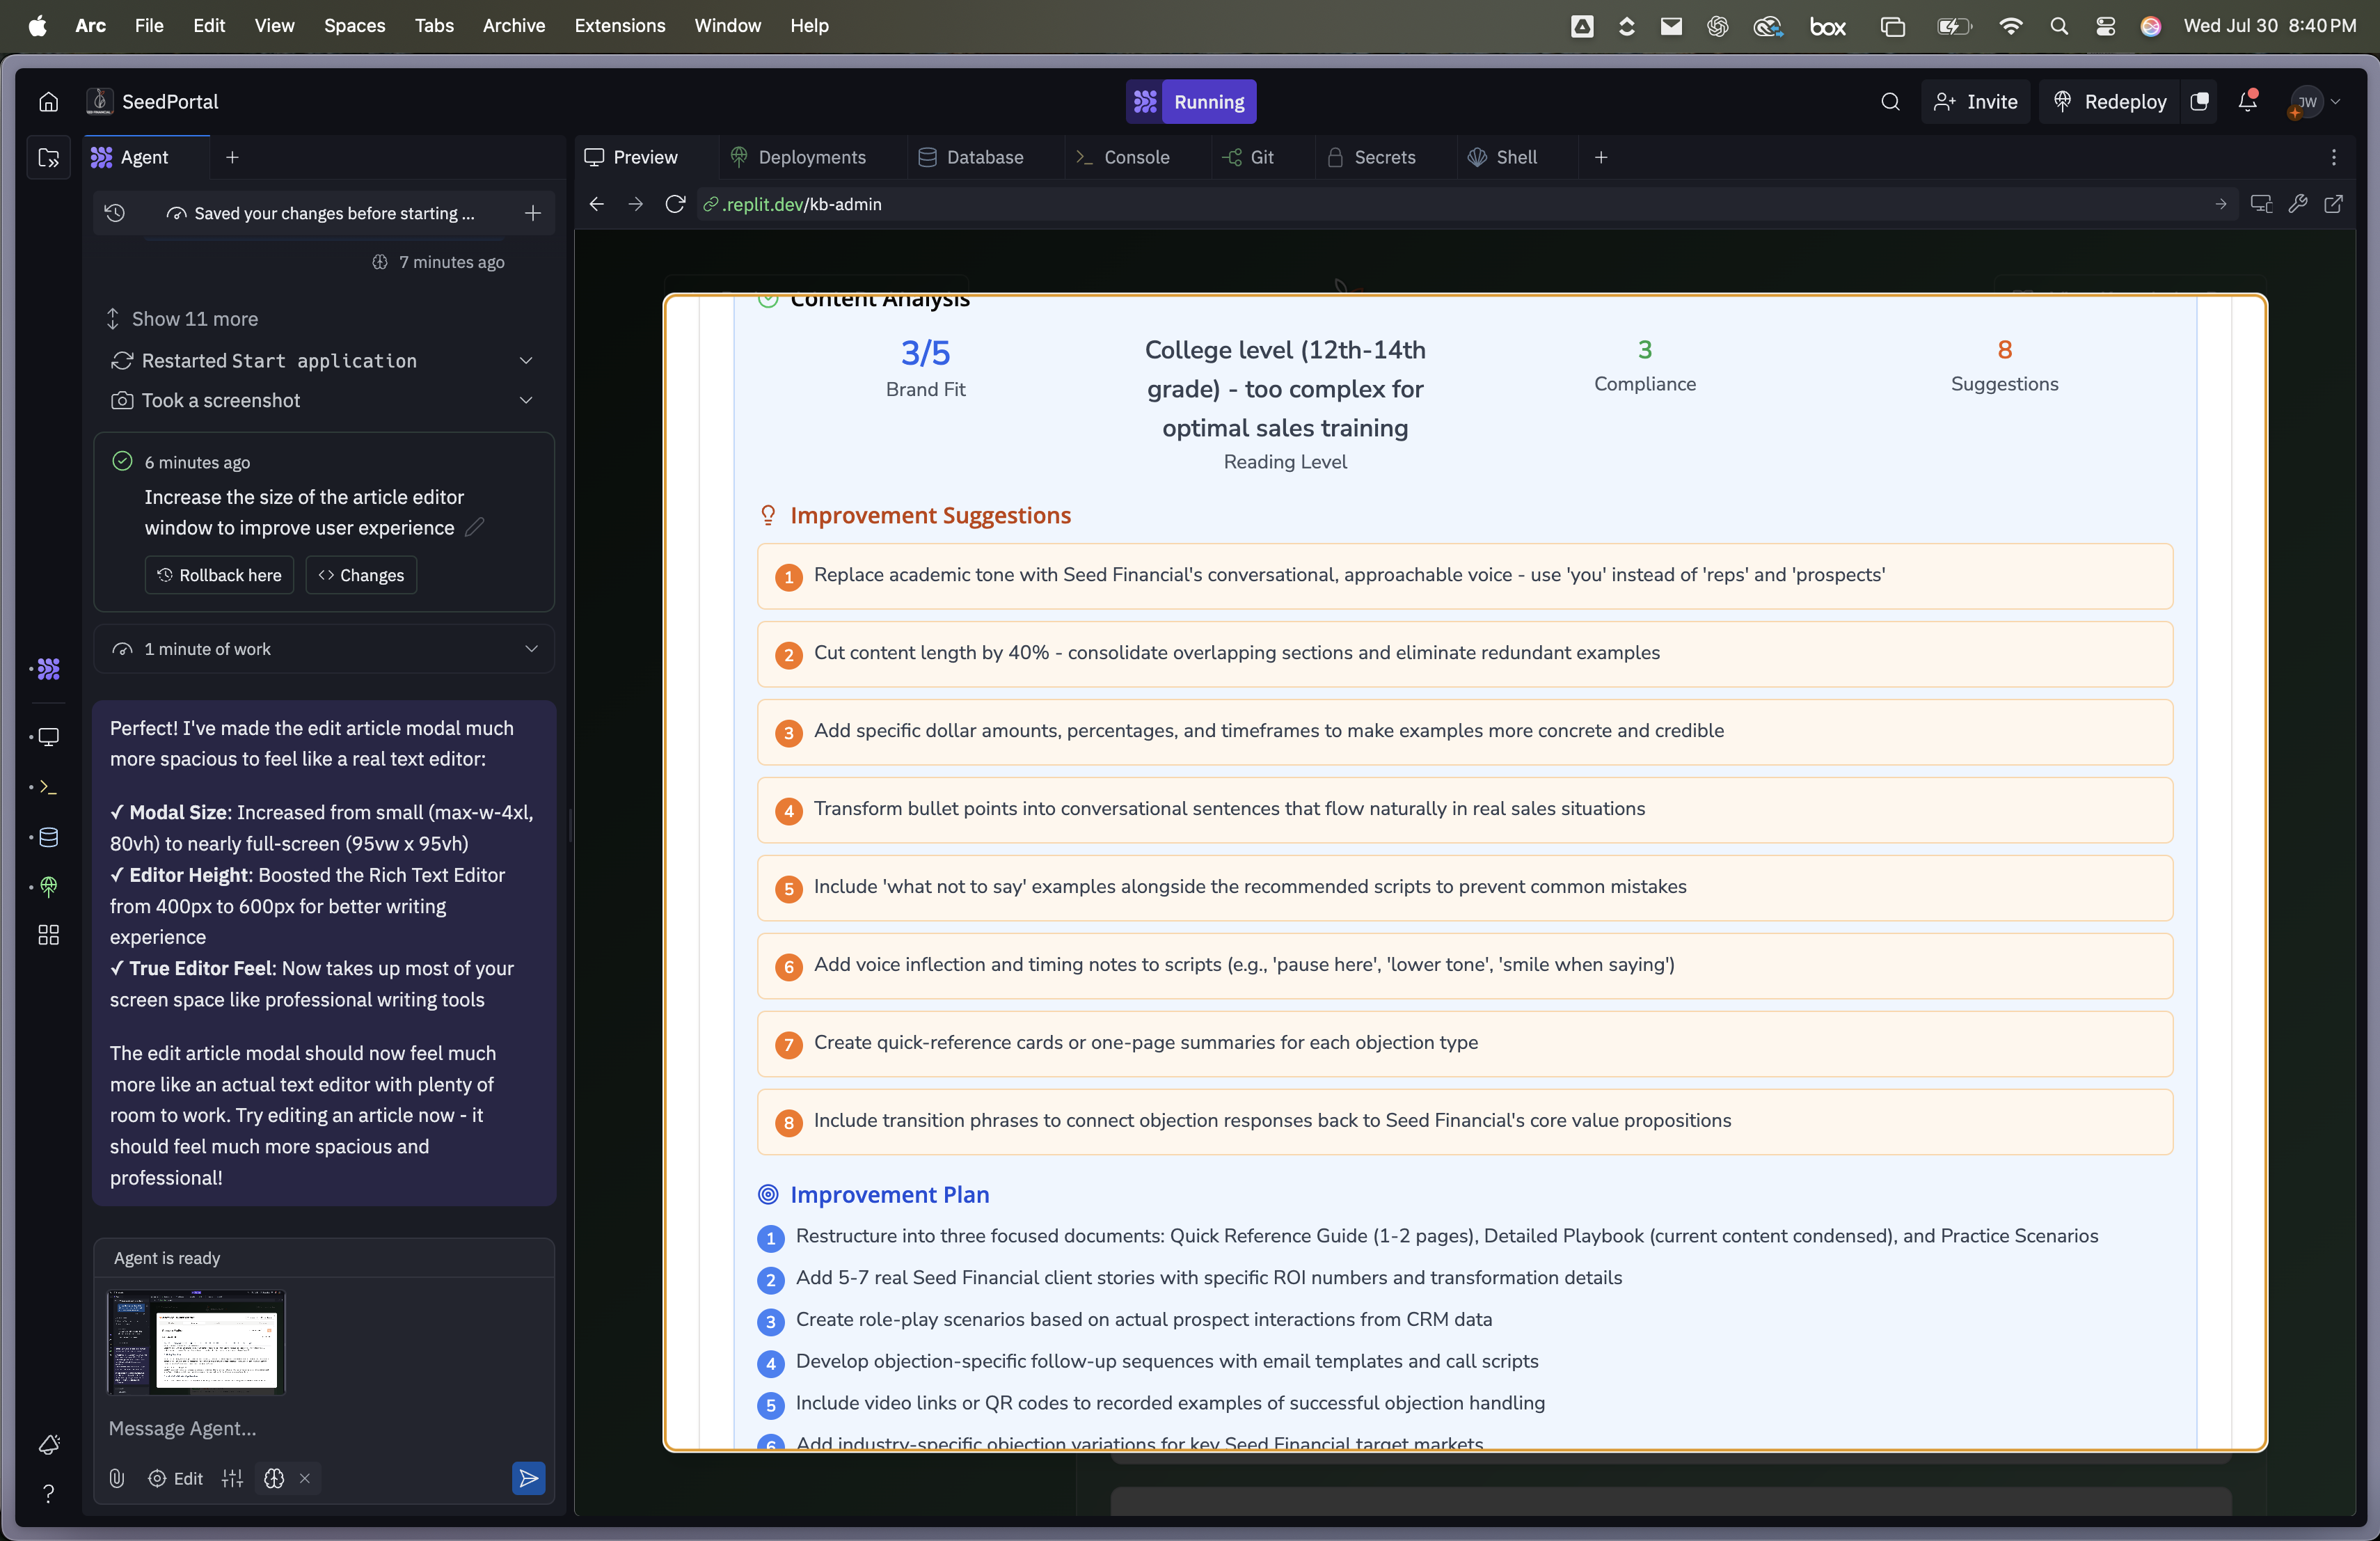 Arc File Edit View Spaces Tabs Archive Extensions Window Help
box
Wed Jul 30 8:40 PM
SeedPortal
Running
Invite
Redeploy
JW
Agent
Preview
Deployments
Database
Console
Git
Secrets
Shell
Saved your changes before starting ...
.replit.dev/kb-admin
7 minutes ago
Show 11 more
Restarted Start application
Took a screenshot
6 minutes ago
Increase the size of the article editor
window to improve user experience
Rollback here
Changes
1 minute of work
Perfect! I've made the edit article modal much
more spacious to feel like a real text editor:
✓ Modal Size: Increased from small (max-w-4xl,
80vh) to nearly full-screen (95vw x 95vh)
✓ Editor Height: Boosted the Rich Text Editor
from 400px to 600px for better writing
experience
✓ True Editor Feel: Now takes up most of your
screen space like professional writing tools
The edit article modal should now feel much
more like an actual text editor with plenty of
room to work. Try editing an article now - it
should feel much more spacious and
professional!
Agent is ready
Message Agent...
Edit
Content Analysis
3/5
Brand Fit
College level (12th-14th
grade) - too complex for
optimal sales training
Reading Level
3
Compliance
8
Suggestions
Improvement Suggestions
1 Replace academic tone with Seed Financial's conversational, approachable voice - use 'you' instead of 'reps' and 'prospects'
2 Cut content length by 40% - consolidate overlapping sections and eliminate redundant examples
3 Add specific dollar amounts, percentages, and timeframes to make examples more concrete and credible
4 Transform bullet points into conversational sentences that flow naturally in real sales situations
5 Include 'what not to say' examples alongside the recommended scripts to prevent common mistakes
6 Add voice inflection and timing notes to scripts (e.g., 'pause here', 'lower tone', 'smile when saying')
7 Create quick-reference cards or one-page summaries for each objection type
8 Include transition phrases to connect objection responses back to Seed Financial's core value propositions
Improvement Plan
1 Restructure into three focused documents: Quick Reference Guide (1-2 pages), Detailed Playbook (current content condensed), and Practice Scenarios
2 Add 5-7 real Seed Financial client stories with specific ROI numbers and transformation details
3 Create role-play scenarios based on actual prospect interactions from CRM data
4 Develop objection-specific follow-up sequences with email templates and call scripts
5 Include video links or QR codes to recorded examples of successful objection handling
6 Add industry-specific objection variations for key Seed Financial target markets